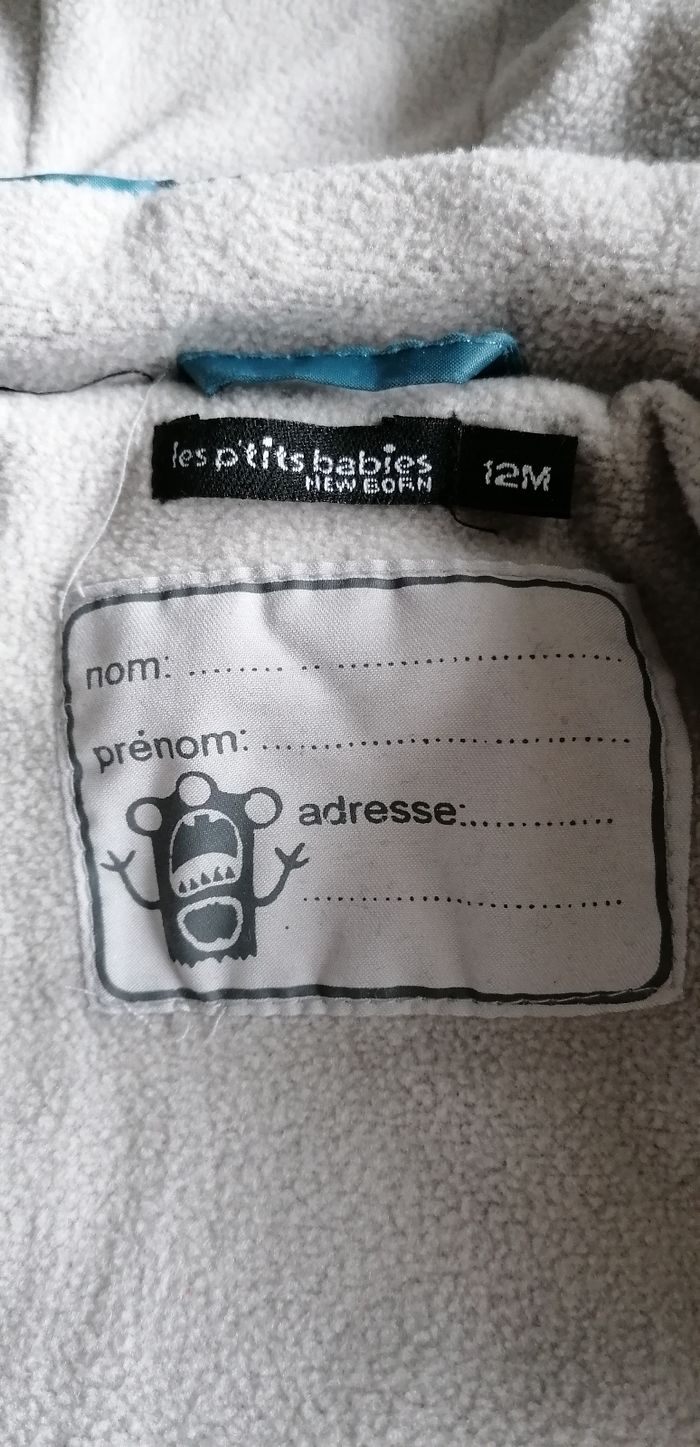 les p'tits babies
NEW BORN
12M
nom: ....... .. ..............................
prénom: ........................................
adresse:...............
.................................